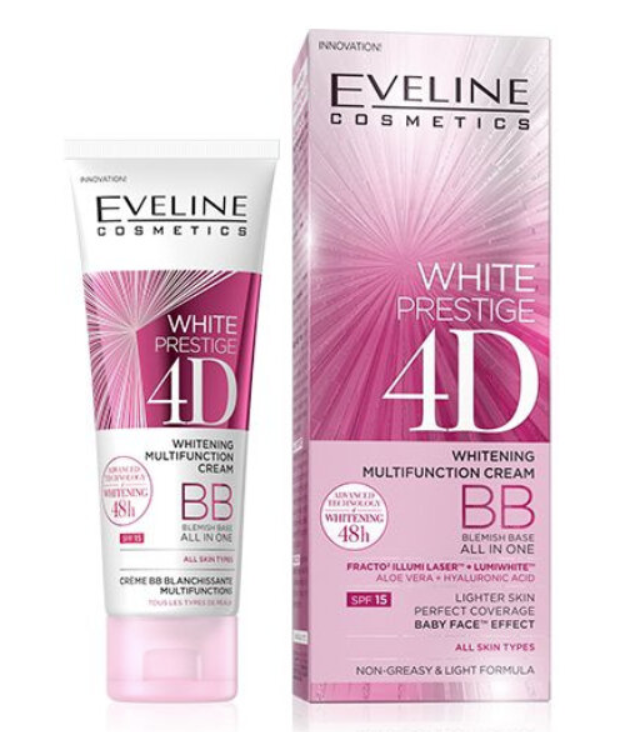 INNOVATION!
EVELINE
COSMETICS
WHITE
PRESTIGE
4D
WHITENING
MULTIFUNCTION
CREAM
ADVANCED
TECHNOLOGY
of
WHITENING
48h
BB
BLEMISH BASE
ALL IN ONE
SPF 15
ALL SKIN TYPES
CRÈME BB BLANCHISSANTE
MULTIFUNCTIONS
TOUS LES TYPES DE PEAU
INNOVATION!
EVELINE
COSMETICS
WHITE
PRESTIGE
4D
WHITENING
MULTIFUNCTION CREAM
ADVANCED
TECHNOLOGY
of
WHITENING
48h
BB
BLEMISH BASE
ALL IN ONE
FRACTO³ ILLUMI LASER™ • LUMIWHITE™
ALOE VERA + HYALURONIC ACID
SPF 15
LIGHTER SKIN
PERFECT COVERAGE
BABY FACE™ EFFECT
ALL SKIN TYPES
NON-GREASY & LIGHT FORMULA